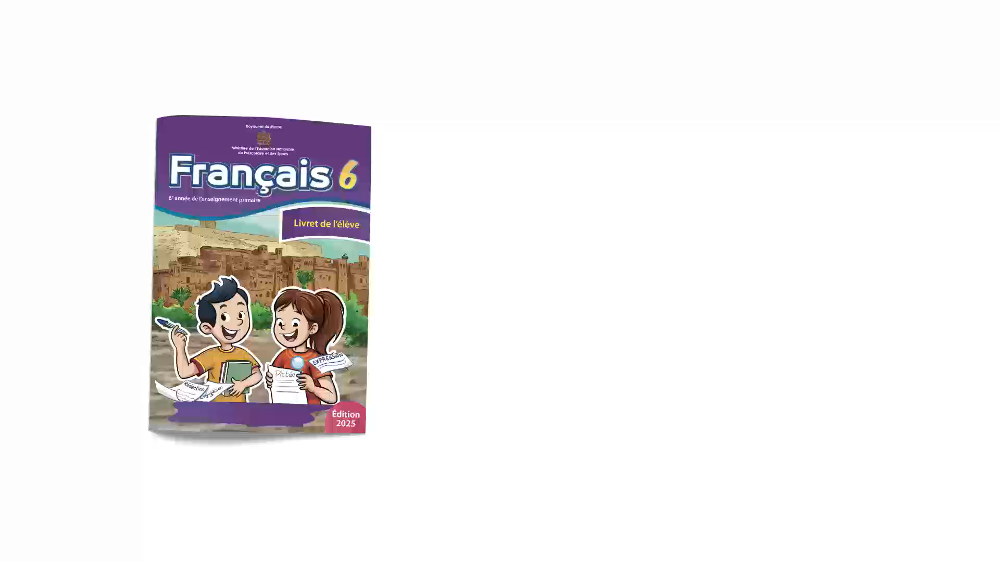 Royaume du Maroc
Ministère de l'Education Nationale
du Préscolaire et des Sports
Français 6
6e année de l'enseignement primaire
Livret de l'élève
EXPRESSION
Dictée
Rédaction
Conjugaison
Édition
2025